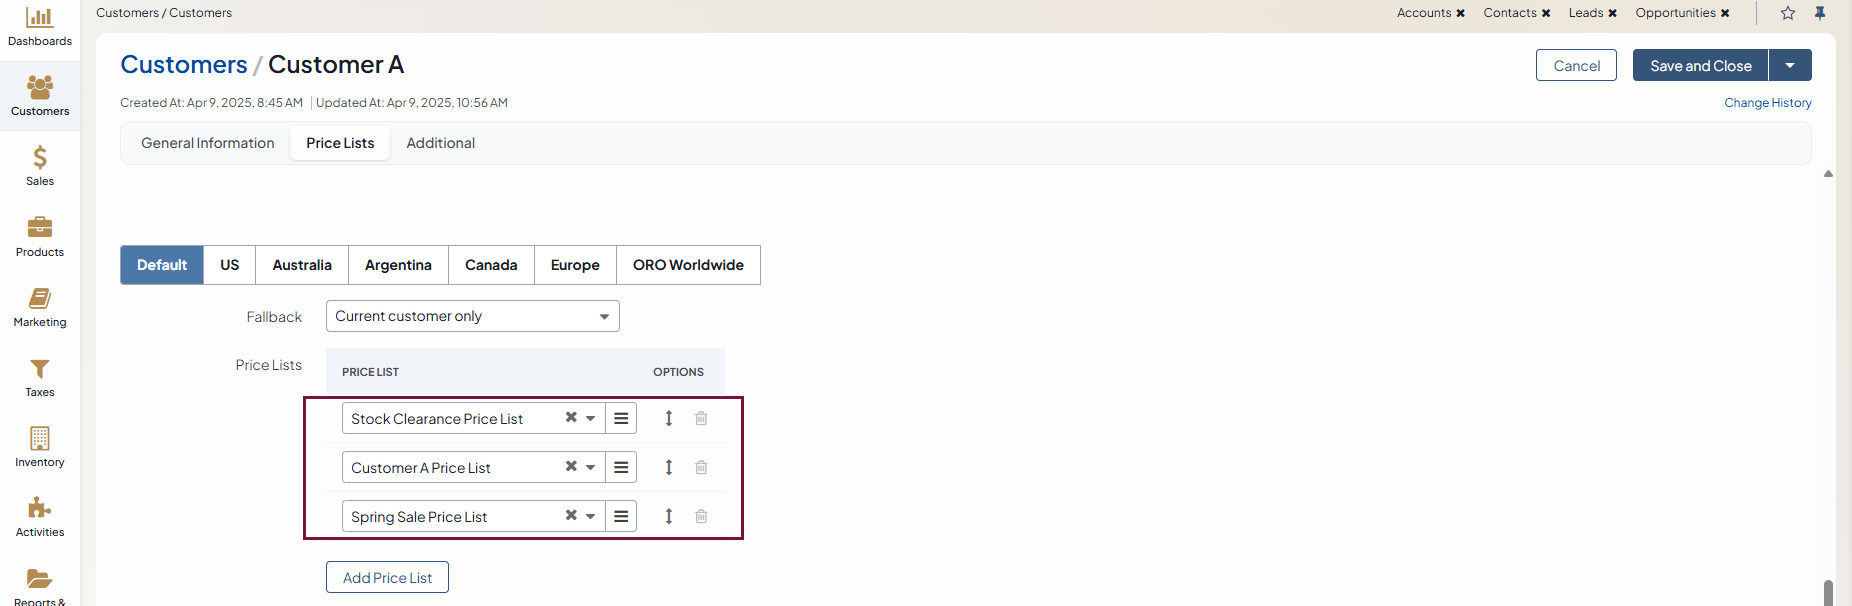 Customers / Customers
Accounts ✖ Contacts ✖ Leads ✖ Opportunities ✖
Dashboards
Customers
Sales
Products
Marketing
Taxes
Inventory
Activities
Reports &
Customers / Customer A
Cancel
Save and Close
Created At: Apr 9, 2025, 8:45 AM | Updated At: Apr 9, 2025, 10:56 AM
Change History
General Information Price Lists Additional
Default US Australia Argentina Canada Europe ORO Worldwide
Fallback Current customer only
Price Lists
PRICE LIST OPTIONS
Stock Clearance Price List
Customer A Price List
Spring Sale Price List
Add Price List